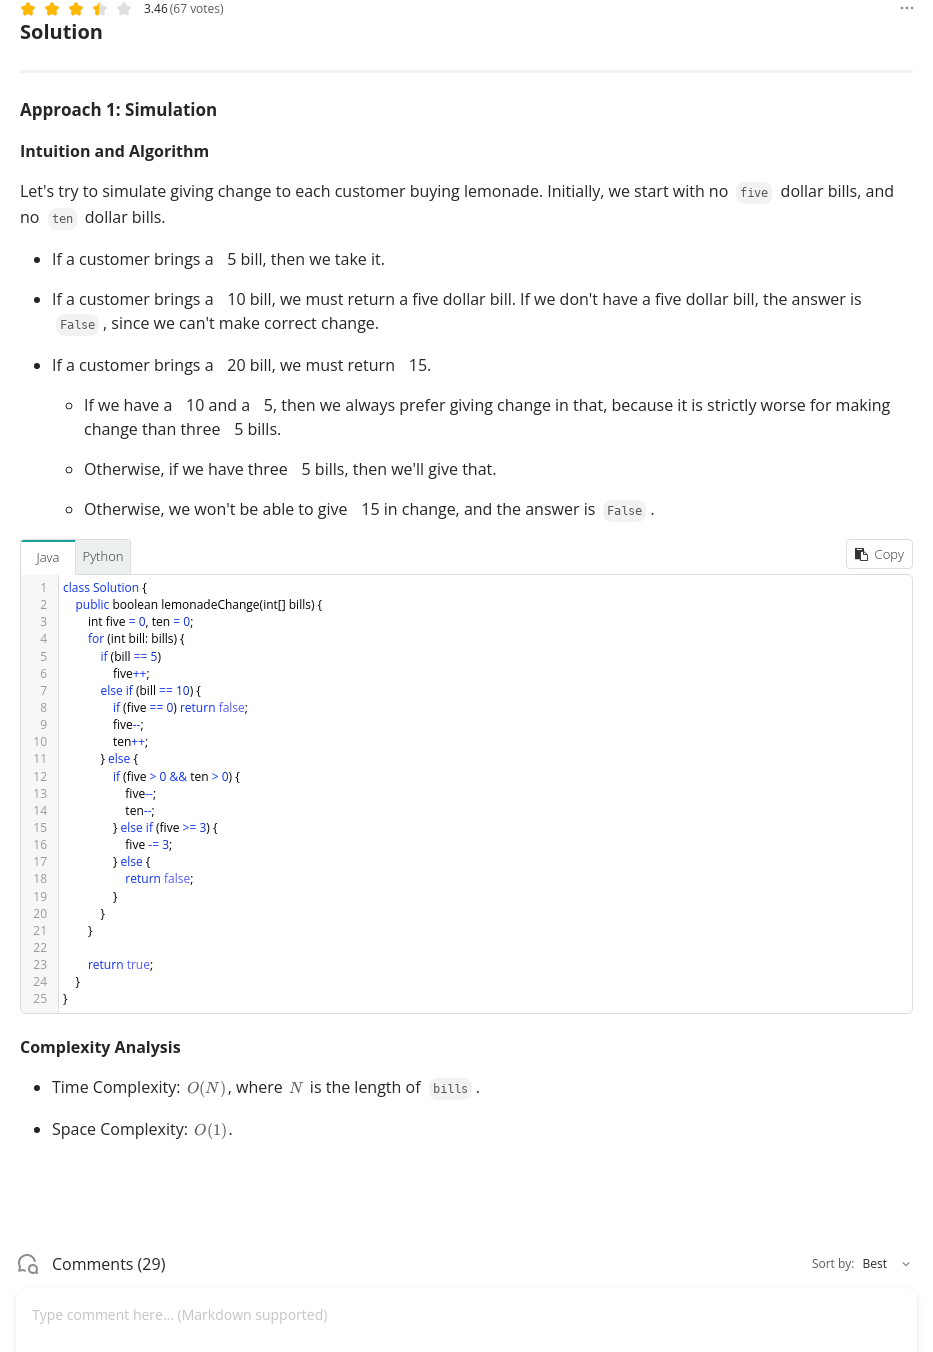 3.46 (67 votes)
Solution
Approach 1: Simulation
Intuition and Algorithm
Let's try to simulate giving change to each customer buying lemonade. Initially, we start with no five dollar bills, and
no ten dollar bills.
If a customer brings a 5 bill, then we take it.
If a customer brings a 10 bill, we must return a five dollar bill. If we don't have a five dollar bill, the answer is
False , since we can't make correct change.
If a customer brings a 20 bill, we must return 15.
If we have a 10 and a 5, then we always prefer giving change in that, because it is strictly worse for making
change than three 5 bills.
Otherwise, if we have three 5 bills, then we'll give that.
Otherwise, we won't be able to give 15 in change, and the answer is False .
Java Python Copy
1 class Solution {
2     public boolean lemonadeChange(int[] bills) {
3         int five = 0, ten = 0;
4         for (int bill: bills) {
5             if (bill == 5)
6                 five++;
7             else if (bill == 10) {
8                 if (five == 0) return false;
9                 five--;
10                 ten++;
11             } else {
12                 if (five > 0 && ten > 0) {
13                     five--;
14                     ten--;
15                 } else if (five >= 3) {
16                     five -= 3;
17                 } else {
18                     return false;
19                 }
20             }
21         }
22
23         return true;
24     }
25 }
Complexity Analysis
Time Complexity: O(N), where N is the length of bills .
Space Complexity: O(1).
Comments (29) Sort by: Best
Type comment here... (Markdown supported)